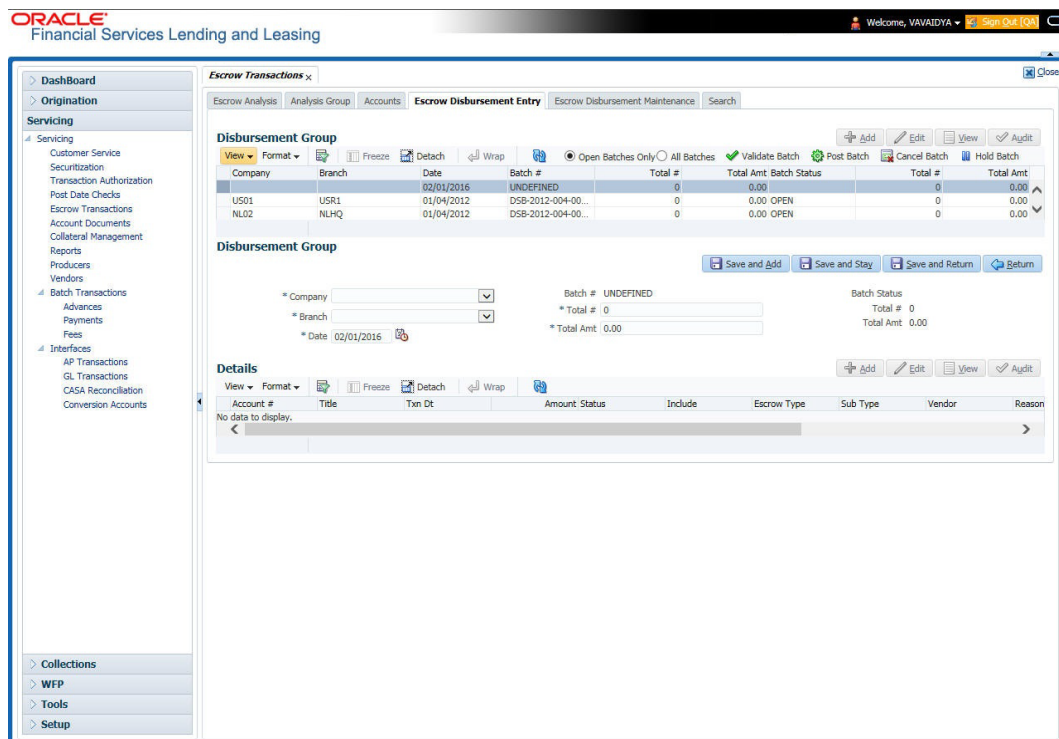 ORACLE
Financial Services Lending and Leasing
Welcome, VAVAIDYA Sign Out [QA]
DashBoard
Origination
Servicing
Servicing
Customer Service
Securitization
Transaction Authorization
Post Date Checks
Escrow Transactions
Account Documents
Collateral Management
Reports
Producers
Vendors
Batch Transactions
Advances
Payments
Fees
Interfaces
AP Transactions
GL Transactions
CASA Reconciliation
Conversion Accounts
Collections
WFP
Tools
Setup
Escrow Transactions x
Close
Escrow Analysis Analysis Group Accounts Escrow Disbursement Entry Escrow Disbursement Maintenance Search
Disbursement Group
Add Edit View Audit
View Format Freeze Detach Wrap Open Batches Only All Batches Validate Batch Post Batch Cancel Batch Hold Batch
Company Branch Date Batch # Total # Total Amt Batch Status Total # Total Amt
02/01/2016 UNDEFINED 0 0.00 0 0.00
US01 USR1 01/04/2012 DSB-2012-004-00... 0 0.00 OPEN 0 0.00
NL02 NLHQ 01/04/2012 DSB-2012-004-00... 0 0.00 OPEN 0 0.00
Disbursement Group
Save and Add Save and Stay Save and Return Return
* Company Batch # UNDEFINED Batch Status
* Branch * Total # 0 Total # 0
* Date 02/01/2016 * Total Amt 0.00 Total Amt 0.00
Details
Add Edit View Audit
View Format Freeze Detach Wrap
Account # Title Txn Dt Amount Status Include Escrow Type Sub Type Vendor Reason
No data to display.